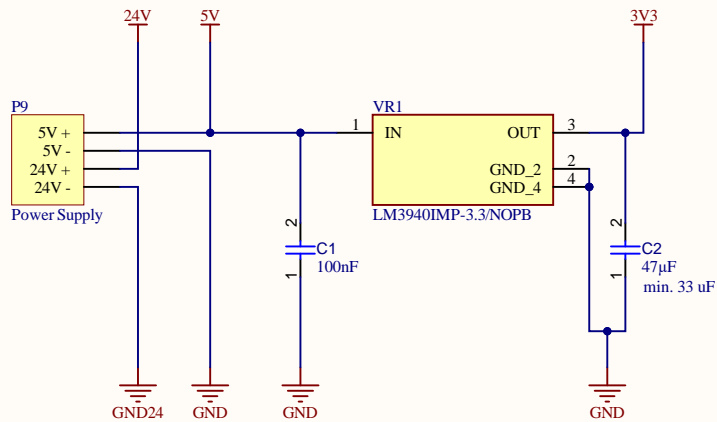 24V
5V
3V3
P9
5V +
5V -
24V +
24V -
Power Supply
VR1
1
IN
OUT
3
GND_2
2
GND_4
4
LM3940IMP-3.3/NOPB
2
C1
100nF
1
2
C2
47µF
min. 33 uF
1
GND24
GND
GND
GND